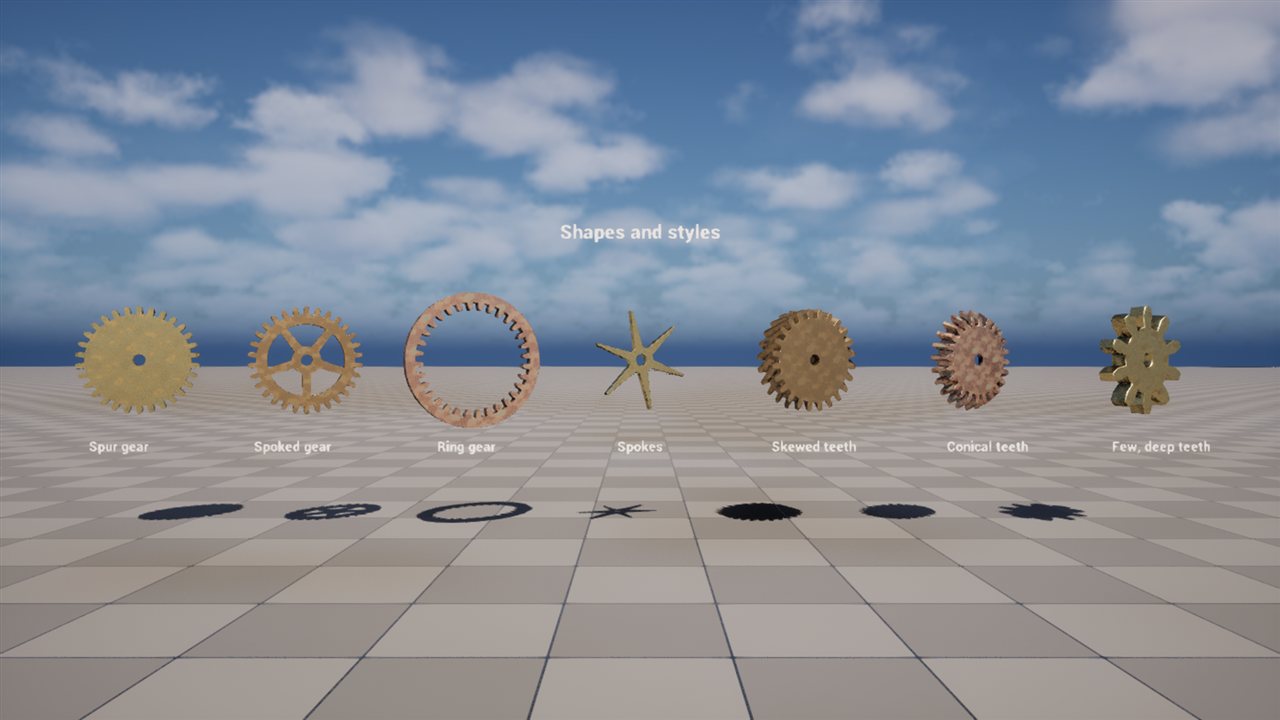 Shapes and styles
Spur gear
Spoked gear
Ring gear
Spokes
Skewed teeth
Conical teeth
Few, deep teeth